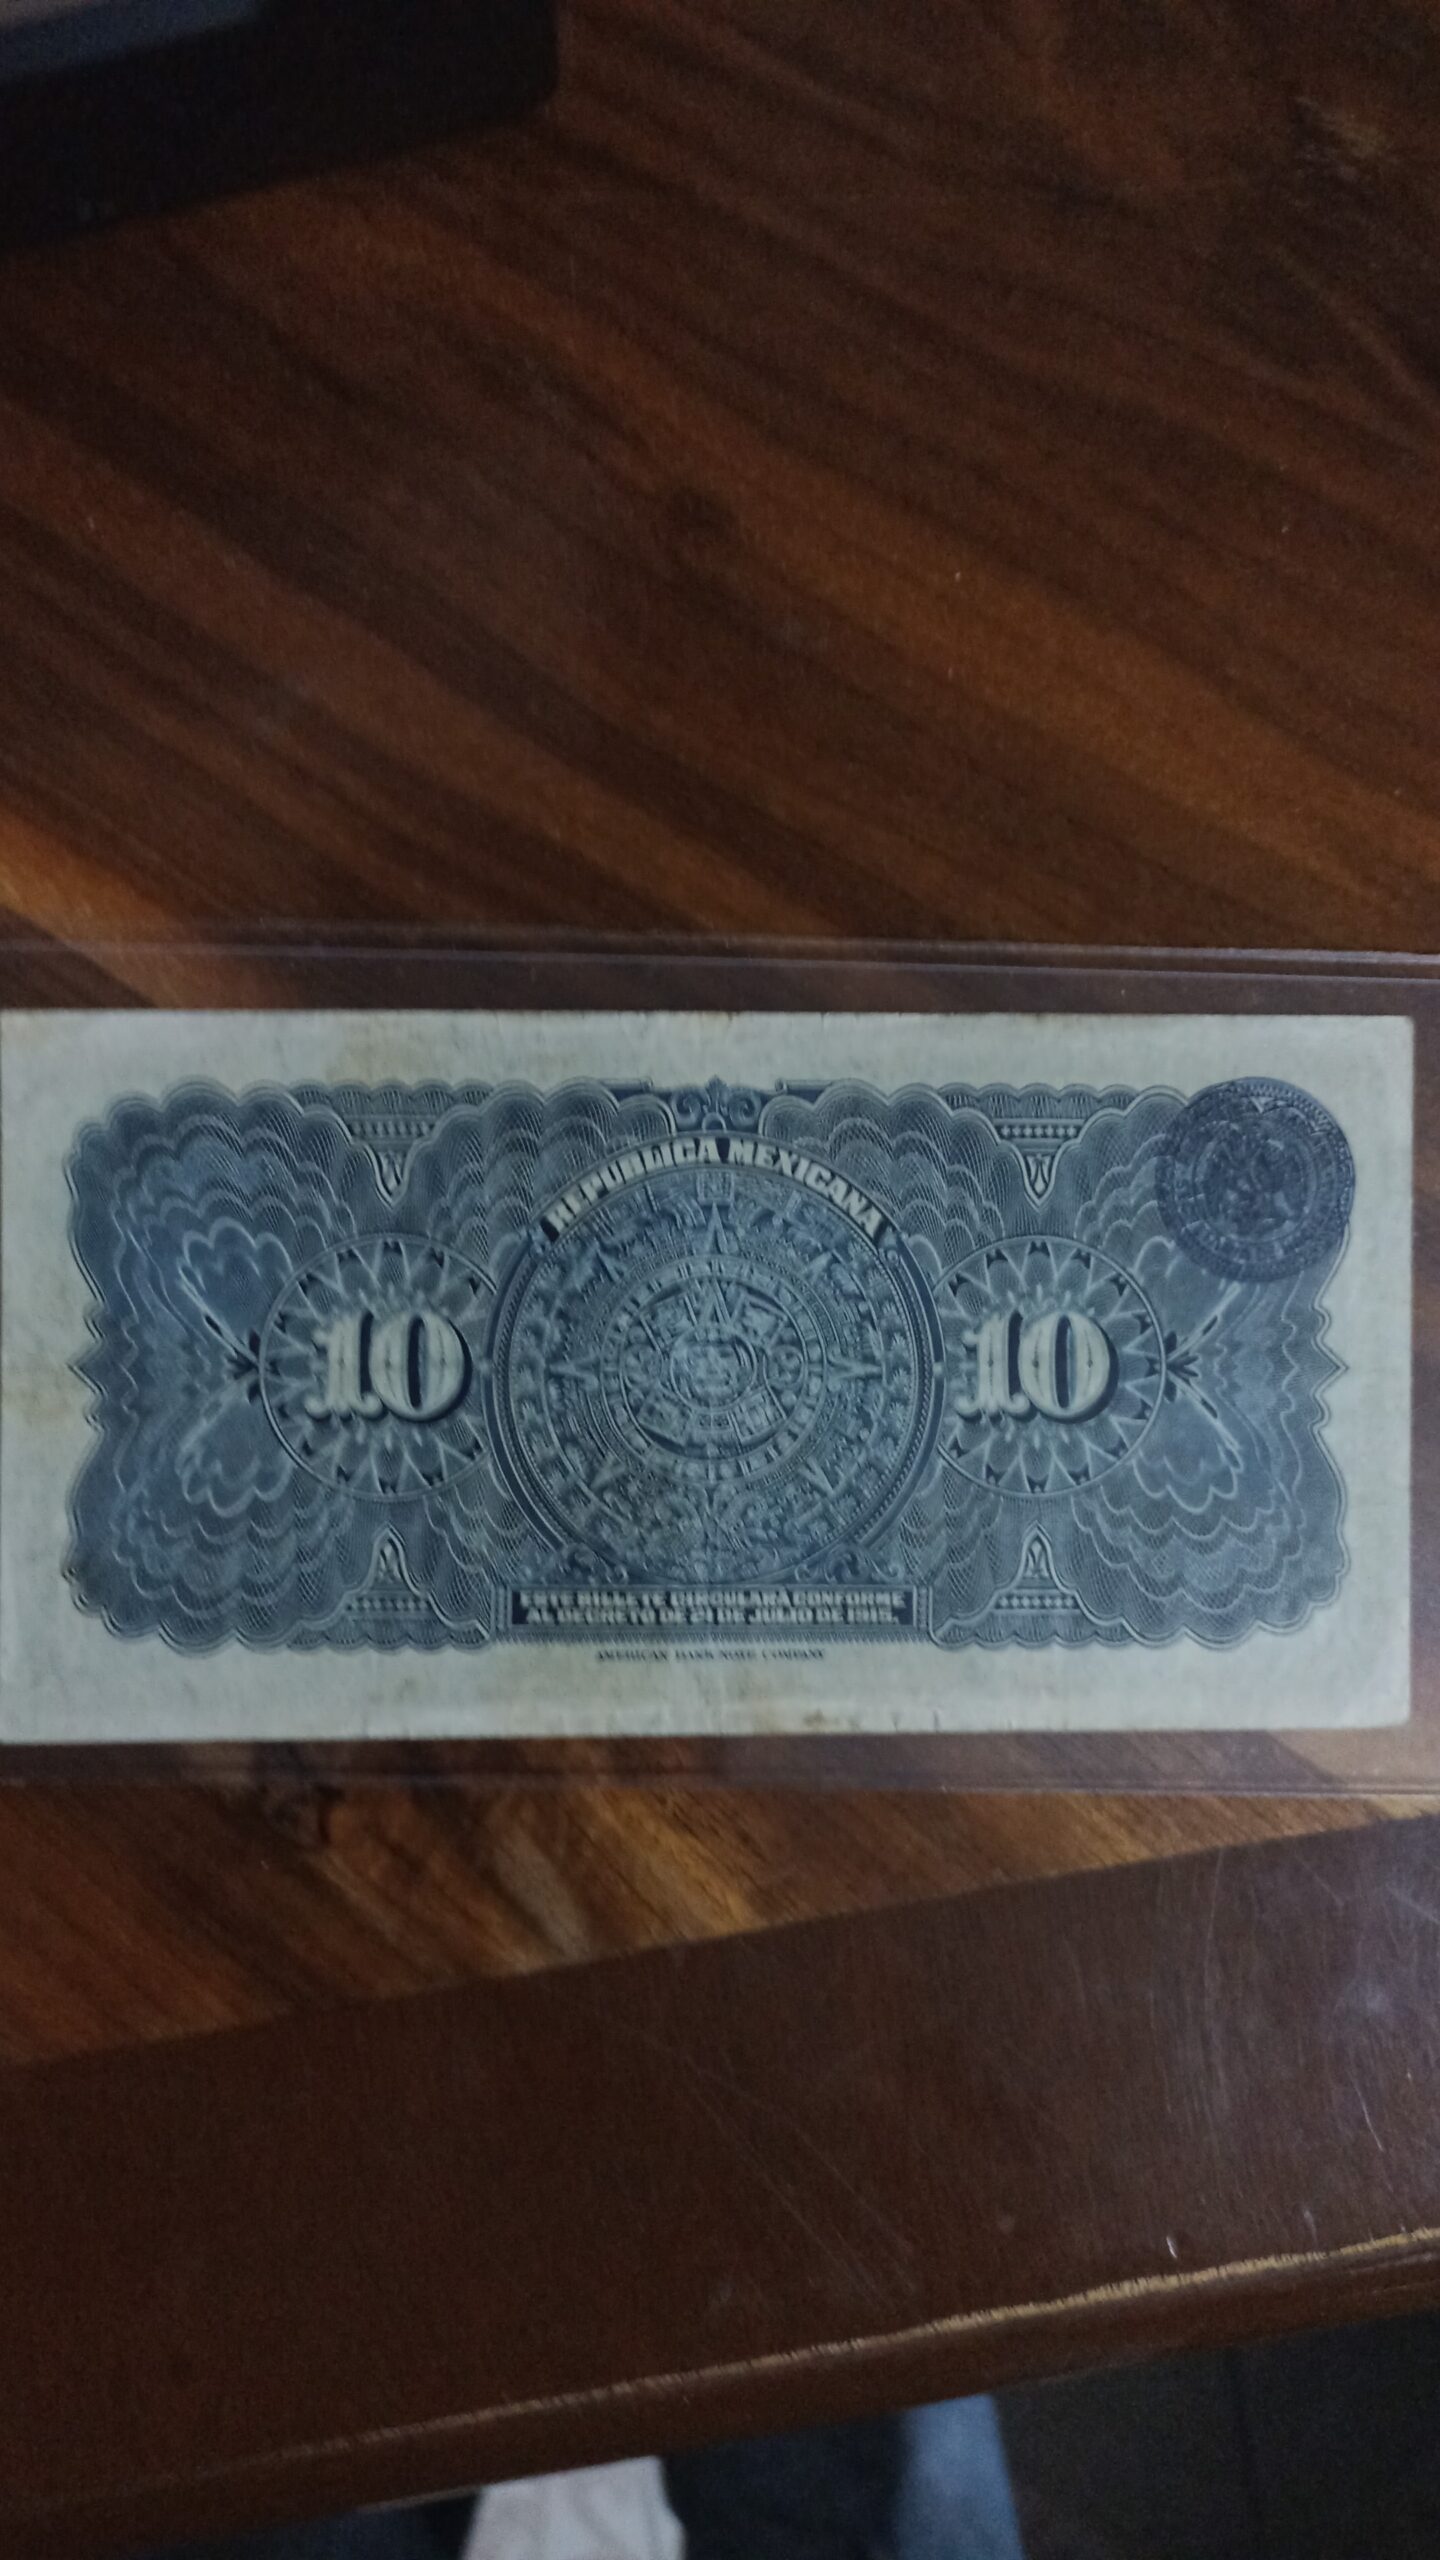 REPUBLICA MEXICANA
10 10
ESTE BILLETE CIRCULARA CONFORME
AL DECRETO DE 21 DE JULIO DE 1915.
AMERICAN BANK NOTE COMPANY